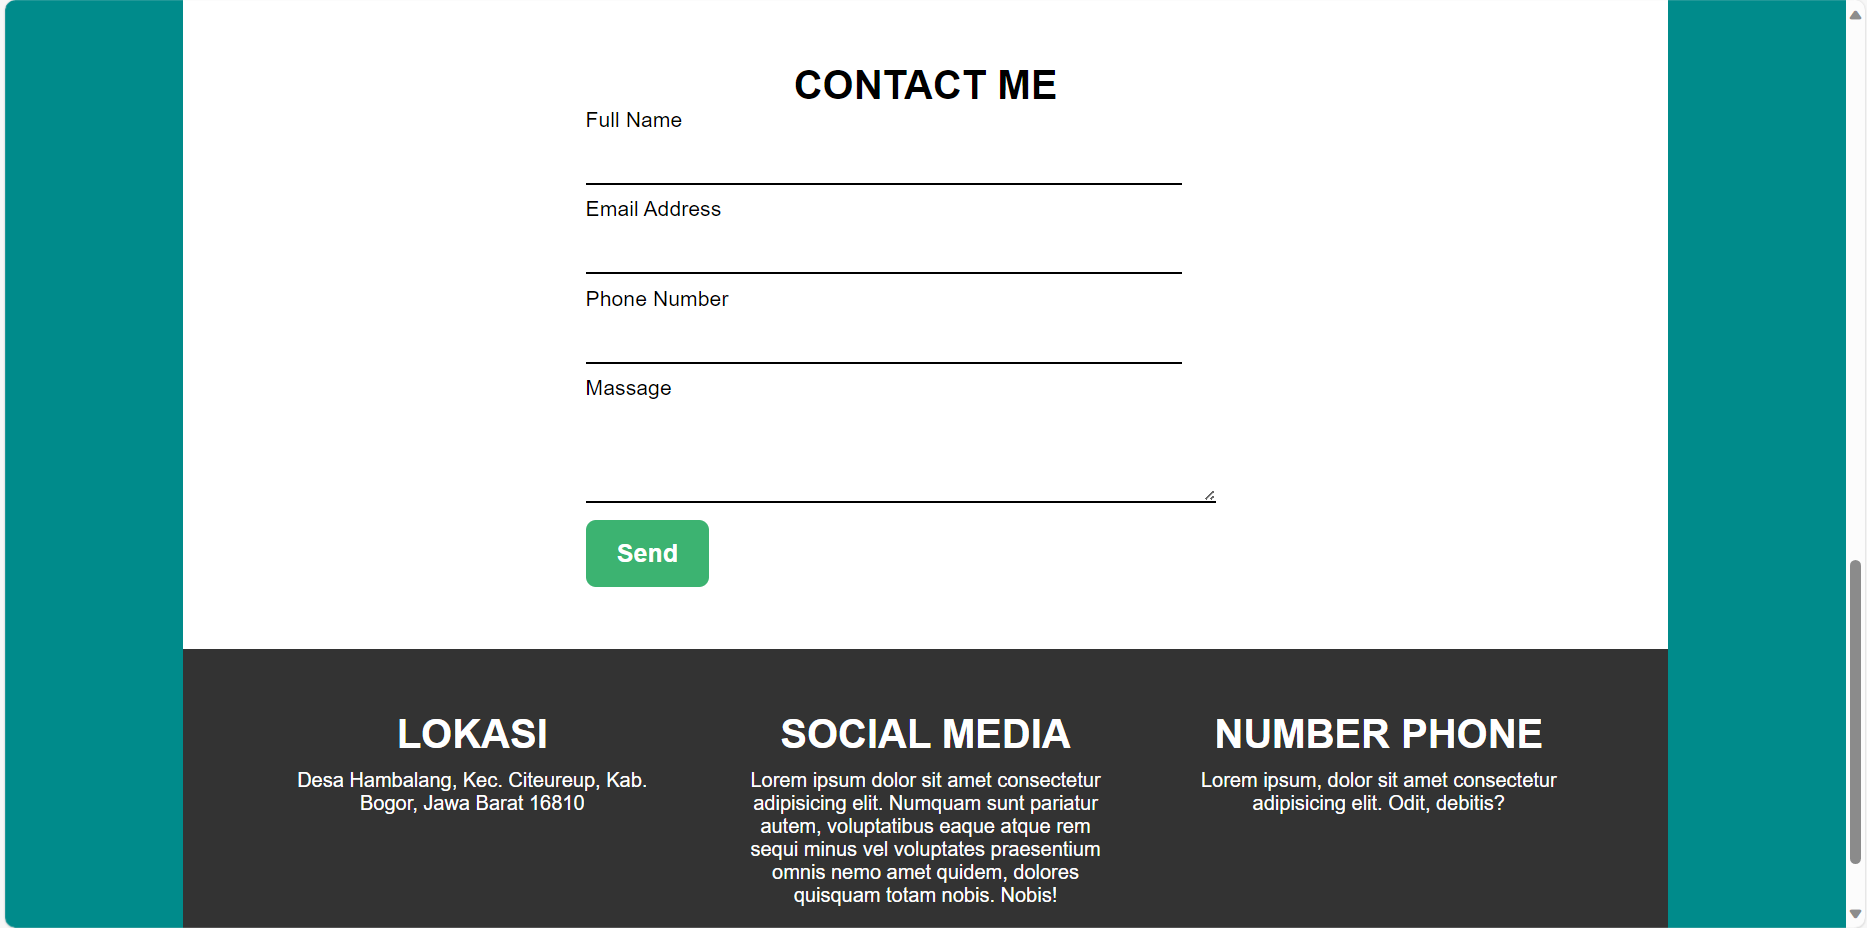 CONTACT ME
Full Name
Email Address
Phone Number
Massage
Send
LOKASI
Desa Hambalang, Kec. Citeureup, Kab.
Bogor, Jawa Barat 16810
SOCIAL MEDIA
Lorem ipsum dolor sit amet consectetur
adipisicing elit. Numquam sunt pariatur
autem, voluptatibus eaque atque rem
sequi minus vel voluptates praesentium
omnis nemo amet quidem, dolores
quisquam totam nobis. Nobis!
NUMBER PHONE
Lorem ipsum, dolor sit amet consectetur
adipisicing elit. Odit, debitis?